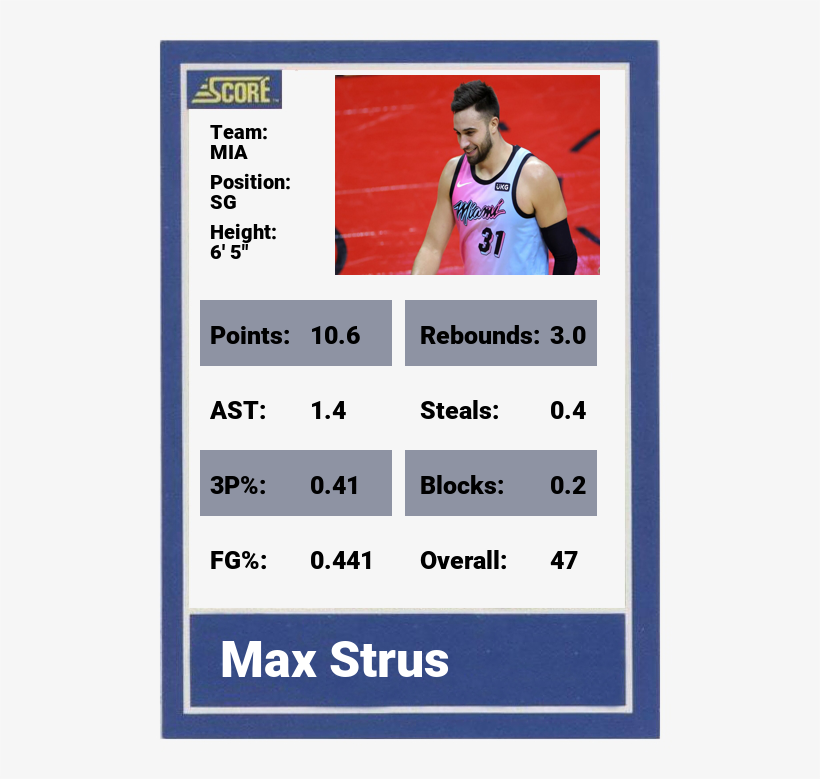 SCORE
Team:
MIA
Position:
SG
Height:
6' 5"
UKG
Miami
31
Points: 10.6 Rebounds: 3.0
AST: 1.4 Steals: 0.4
3P%: 0.41 Blocks: 0.2
FG%: 0.441 Overall: 47
Max Strus